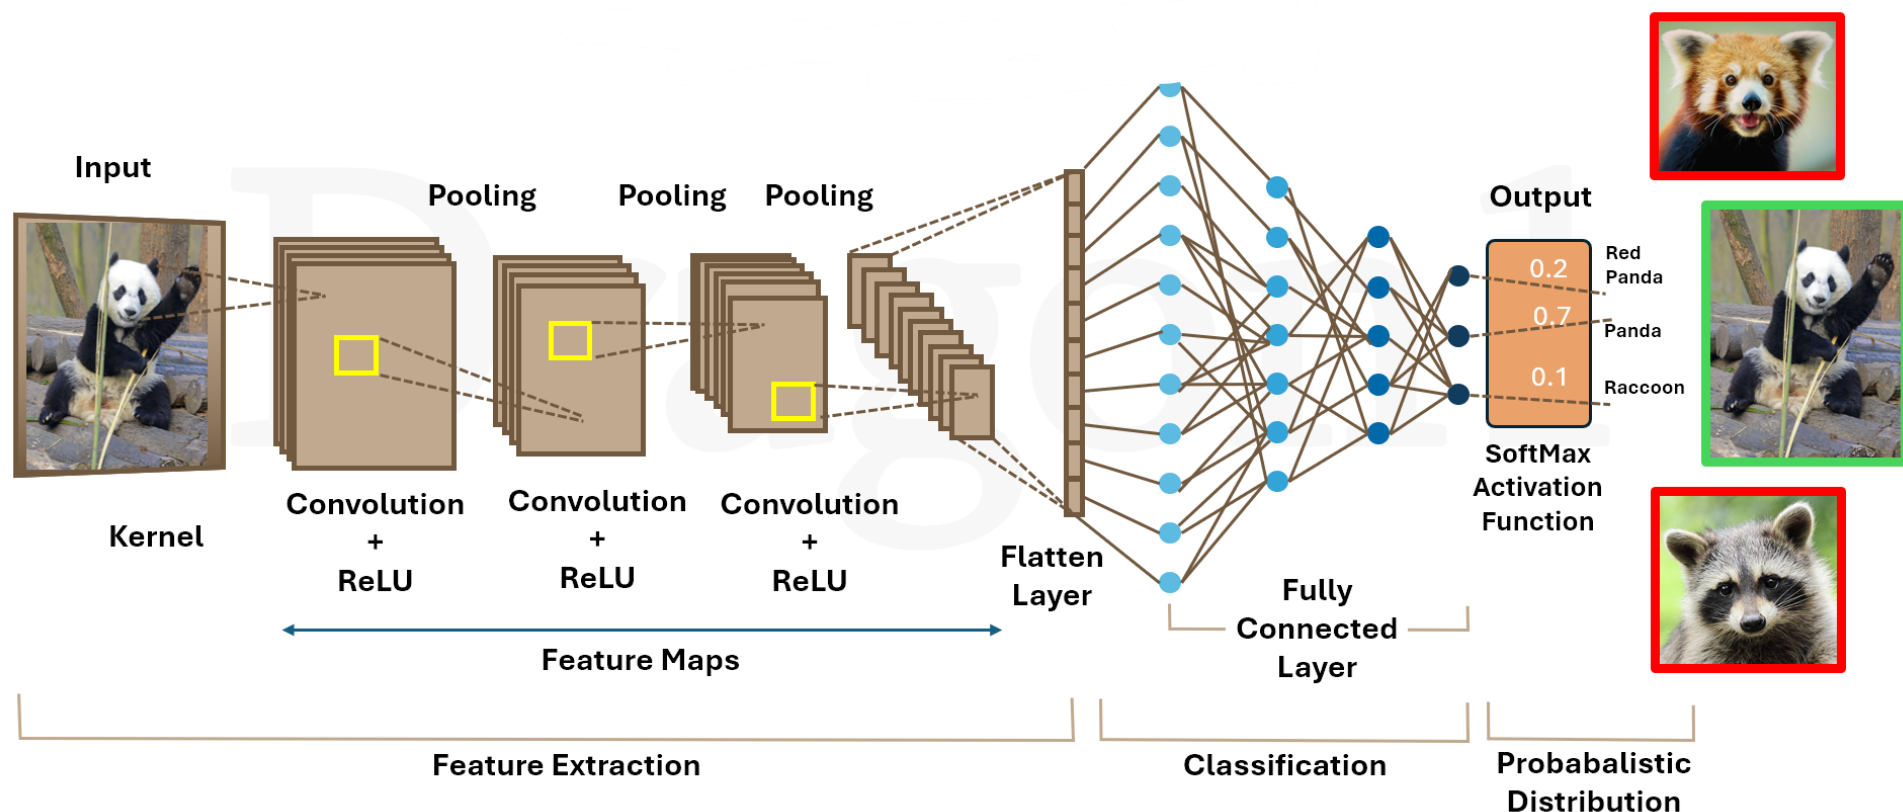 Input
Pooling
Pooling
Pooling
Output
Red
Panda
0.2
0.7
Panda
0.1
Raccoon
SoftMax
Activation
Function
Kernel
Convolution
+
ReLU
Convolution
+
ReLU
Convolution
+
ReLU
Flatten
Layer
Fully
Connected
Layer
Feature Maps
Feature Extraction
Classification
Probabalistic
Distribution
Dragon1